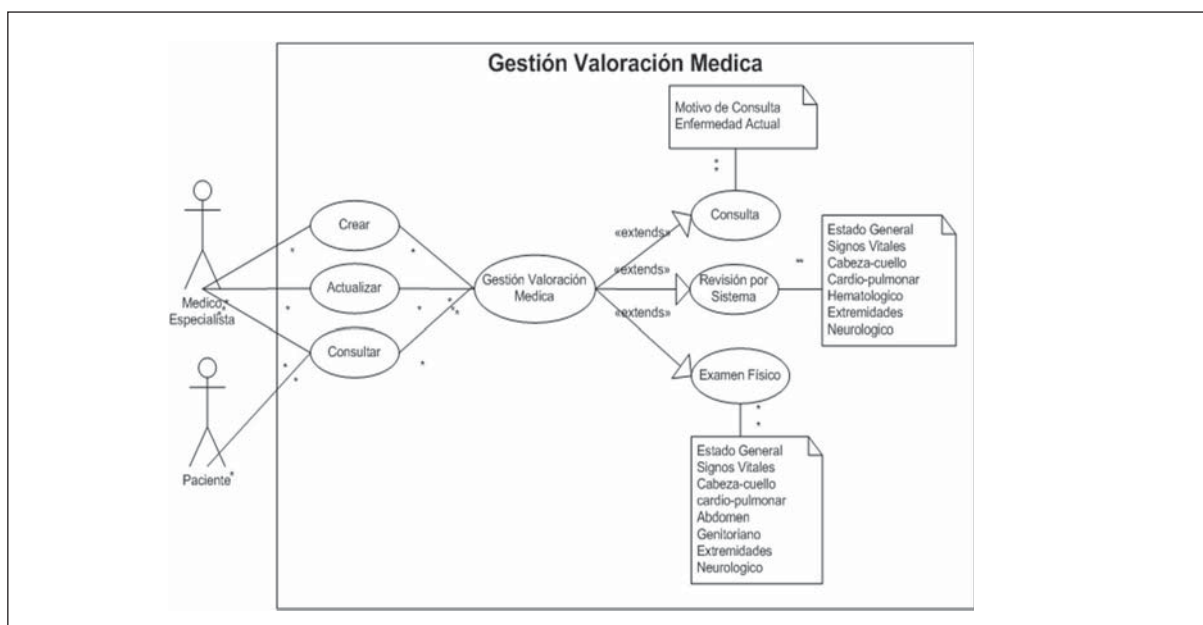 Gestión Valoración Medica
Motivo de Consulta
Enfermedad Actual
*
*
Consulta
Crear
*
*
«extends»
Estado General
Signos Vitales
Cabeza-cuello
Cardio-pulmonar
Hematologico
Extremidades
Neurologico
**
Medico
Especialista
*
*
Actualizar
*
*
*
**
Gestión Valoración
Medica
«extends»
Revisión por
Sistema
«extends»
Consultar
*
*
*
Examen Físico
*
*
Paciente
*
Estado General
Signos Vitales
Cabeza-cuello
cardio-pulmonar
Abdomen
Genitoriano
Extremidades
Neurologico